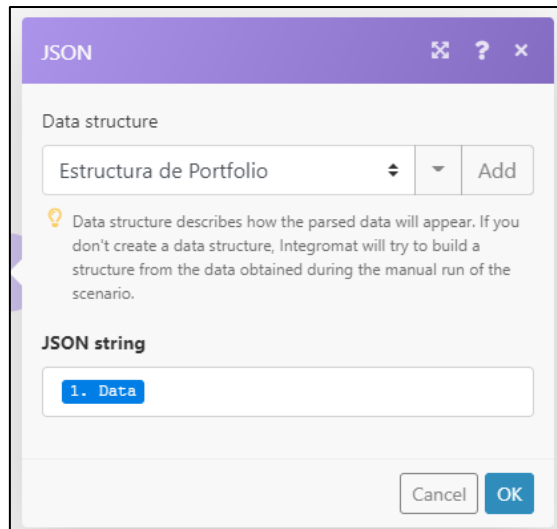 JSON ? ×
Data structure
Estructura de Portfolio Add
Data structure describes how the parsed data will appear. If you
don't create a data structure, Integromat will try to build a
structure from the data obtained during the manual run of the
scenario.
JSON string
1. Data
Cancel OK